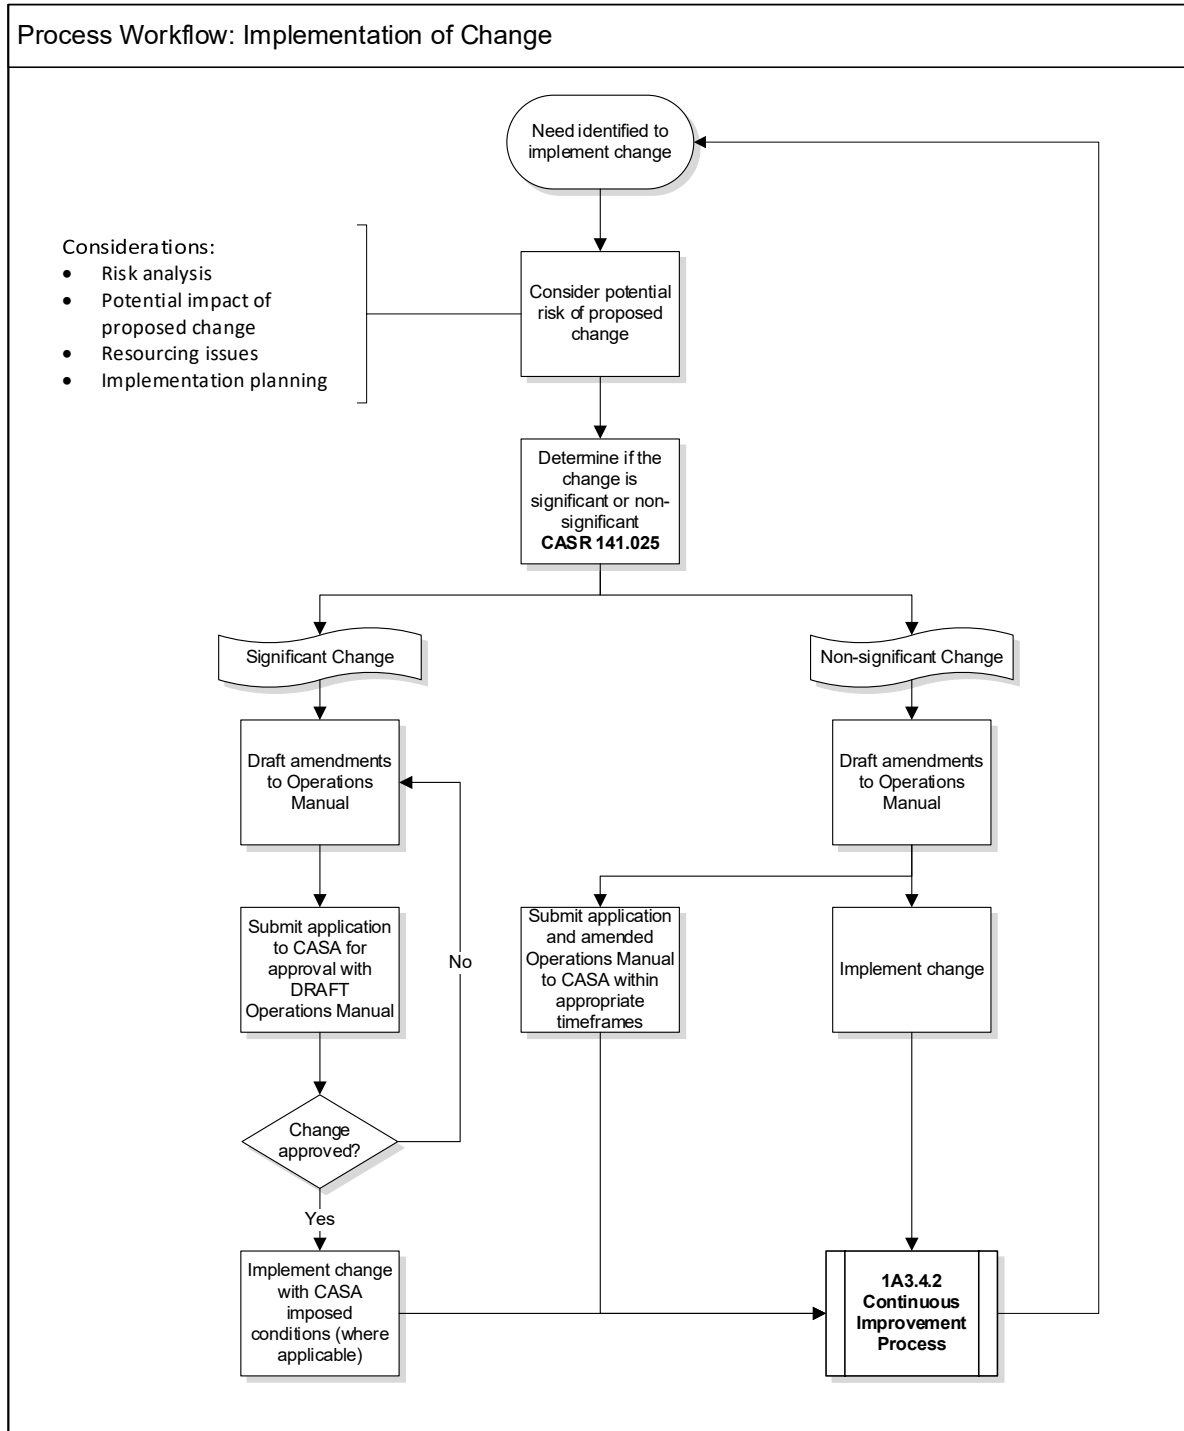 Process Workflow: Implementation of Change
Need identified to
implement change
Considerations:
• Risk analysis
• Potential impact of
proposed change
• Resourcing issues
• Implementation planning
Consider potential
risk of proposed
change
Determine if the
change is
significant or non-
significant
CASR 141.025
Significant Change
Non-significant Change
Draft amendments
to Operations
Manual
Draft amendments
to Operations
Manual
Submit application
to CASA for
approval with
DRAFT
Operations Manual
No
Submit application
and amended
Operations Manual
to CASA within
appropriate
timeframes
Implement change
Change
approved?
Yes
Implement change
with CASA
imposed
conditions (where
applicable)
1A3.4.2
Continuous
Improvement
Process